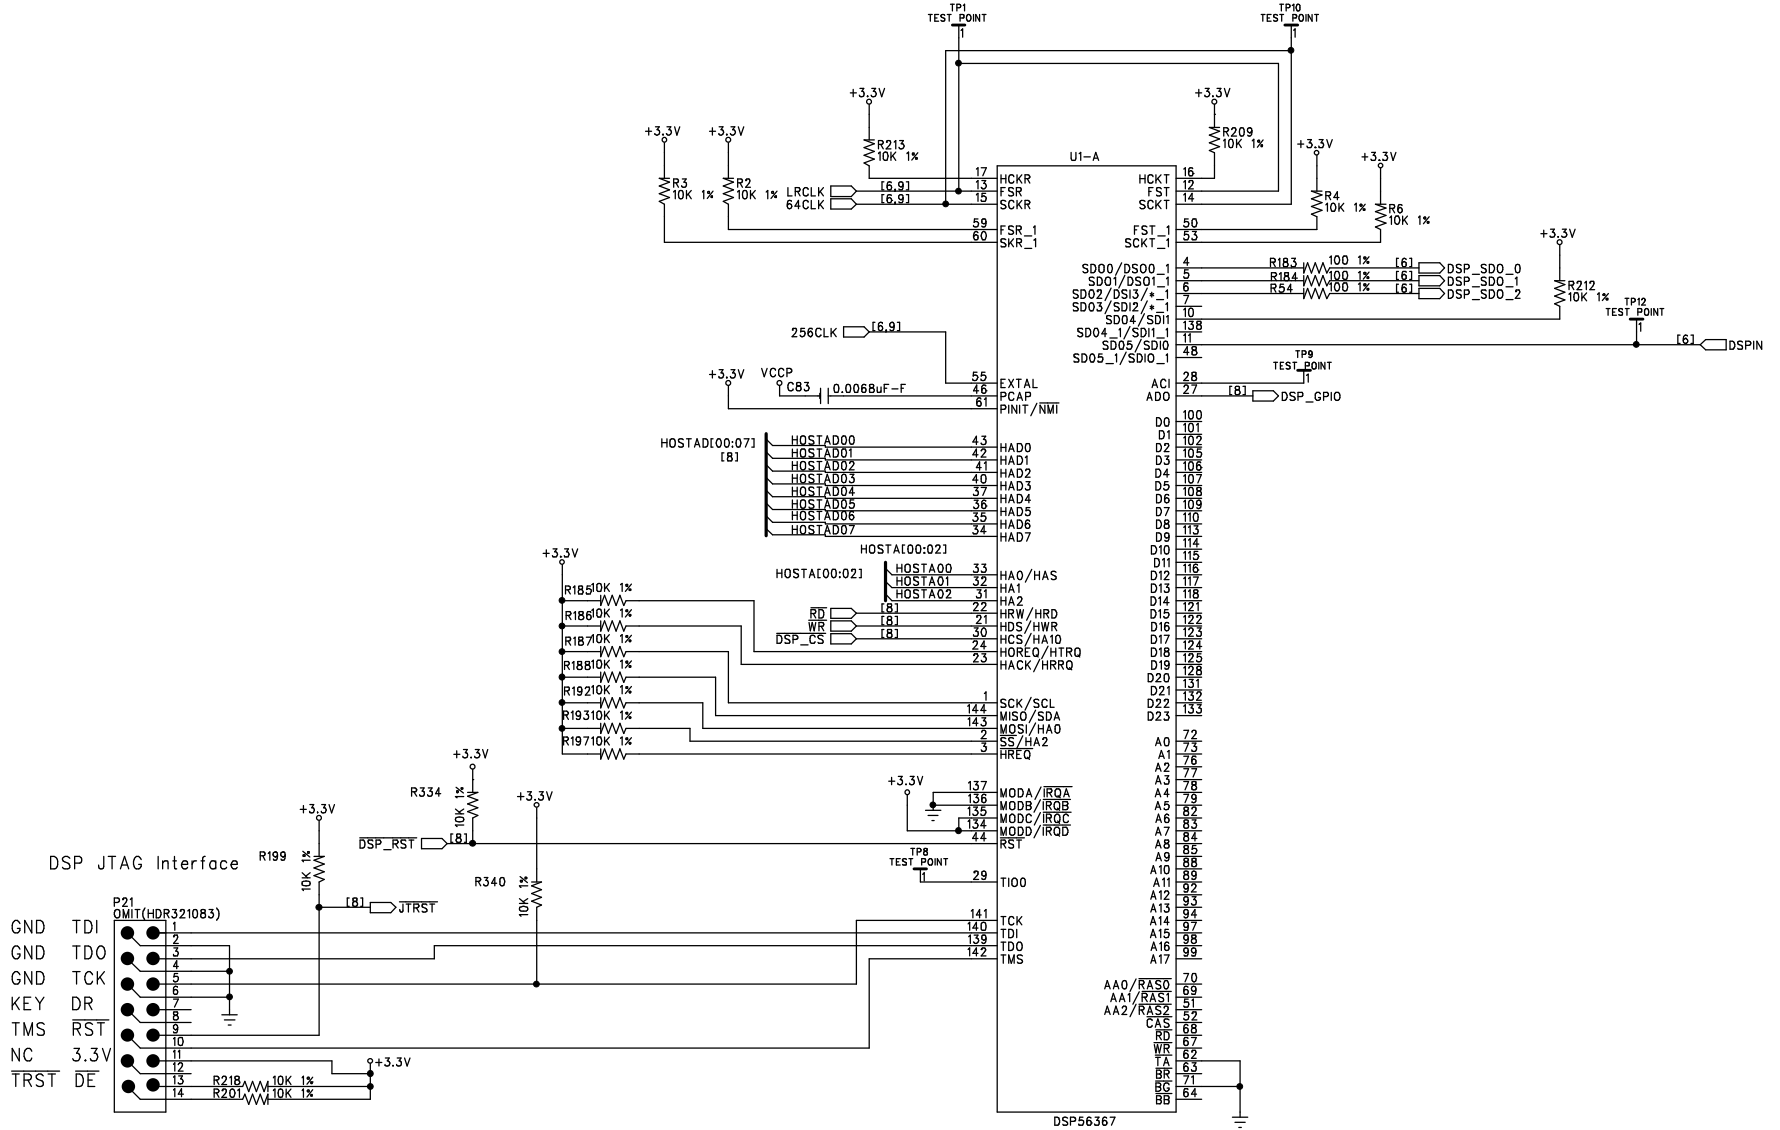 TP1
TEST_POINT
1
TP10
TEST_POINT
1
+3.3V
R213
10K 1%
+3.3V
R209
10K 1%
+3.3V
R3
10K 1%
+3.3V
R2
10K 1%
+3.3V
R4
10K 1%
+3.3V
R6
10K 1%
U1-A
LRCLK [6,9] 13 FSR
64CLK [6,9] 15 SCKR
17 HCKR
59 FSR_1
60 SKR_1
HCKT 16
FST 12
SCKT 14
FST_1 50
SCKT_1 53
SDO0/DSO0_1 4 R183 100 1% [6] DSP_SDO_0
SDO1/DSO1_1 5 R184 100 1% [6] DSP_SDO_1
SDO2/DSI3/*_1 6 R54 100 1% [6] DSP_SDO_2
SDO3/SDI2/*_1 7
SDO4/SDI1 10
SDO4_1/SDI1_1 138
SDO5/SDI0 11
SDO5_1/SDIO_1 48
+3.3V
R212
10K 1%
TP12
TEST_POINT
1
[6] DSPIN
256CLK [6,9]
TP9
TEST_POINT
1
ACI 28
ADO 27 [8] DSP_GPIO
+3.3V
VCCP
C83 0.0068uF-F
55 EXTAL
46 PCAP
61 PINIT/NMI
HOSTAD[00:07]
[8]
HOSTAD00 43 HAD0
HOSTAD01 42 HAD1
HOSTAD02 41 HAD2
HOSTAD03 40 HAD3
HOSTAD04 37 HAD4
HOSTAD05 36 HAD5
HOSTAD06 35 HAD6
HOSTAD07 34 HAD7
HOSTA[00:02]
HOSTA[00:02]
HOSTA00 33 HA0/HAS
HOSTA01 32 HA1
HOSTA02 31 HA2
RD [8] 22 HRW/HRD
WR [8] 21 HDS/HWR
DSP_CS [8] 30 HCS/HA10
24 HOREQ/HTRQ
23 HACK/HRRQ
+3.3V
R185 10K 1%
R186 10K 1%
R187 10K 1%
R188 10K 1%
R192 10K 1%
R193 10K 1%
R197 10K 1%
1 SCK/SCL
144 MISO/SDA
143 MOSI/HA0
2 SS/HA2
3 HREQ
D0 100
D1 101
D2 102
D3 105
D4 106
D5 107
D6 108
D7 109
D8 110
D9 113
D10 114
D11 115
D12 116
D13 117
D14 118
D15 121
D16 122
D17 123
D18 124
D19 125
D20 128
D21 131
D22 132
D23 133
A0 72
A1 73
A2 76
A3 77
A4 78
A5 79
A6 82
A7 83
A8 84
A9 85
A10 88
A11 89
A12 92
A13 93
A14 94
A15 97
A16 98
A17 99
+3.3V
137 MODA/IRQA
136 MODB/IRQB
135 MODC/IRQC
134 MODD/IRQD
44 RST
+3.3V
R334
10K 1%
+3.3V
R340
10K 1%
DSP_RST [8]
TP8
TEST_POINT
1
29 TIO0
141 TCK
140 TDI
139 TDO
142 TMS
+3.3V
R199
10K 1%
[8] JTRST
DSP JTAG Interface
P21
OMIT(HDR321083)
GND TDI 1
2
GND TDO 3
4
GND TCK 5
6
KEY DR 7
8
TMS RST 9
10
NC 3.3V 11
12
TRST DE 13
14
+3.3V
R218 10K 1%
R201 10K 1%
AA0/RAS0 70
AA1/RAS1 69
AA2/RAS2 51
CAS 52
RD 68
WR 67
TA 62
BR 63
BG 71
BB 64
DSP56367